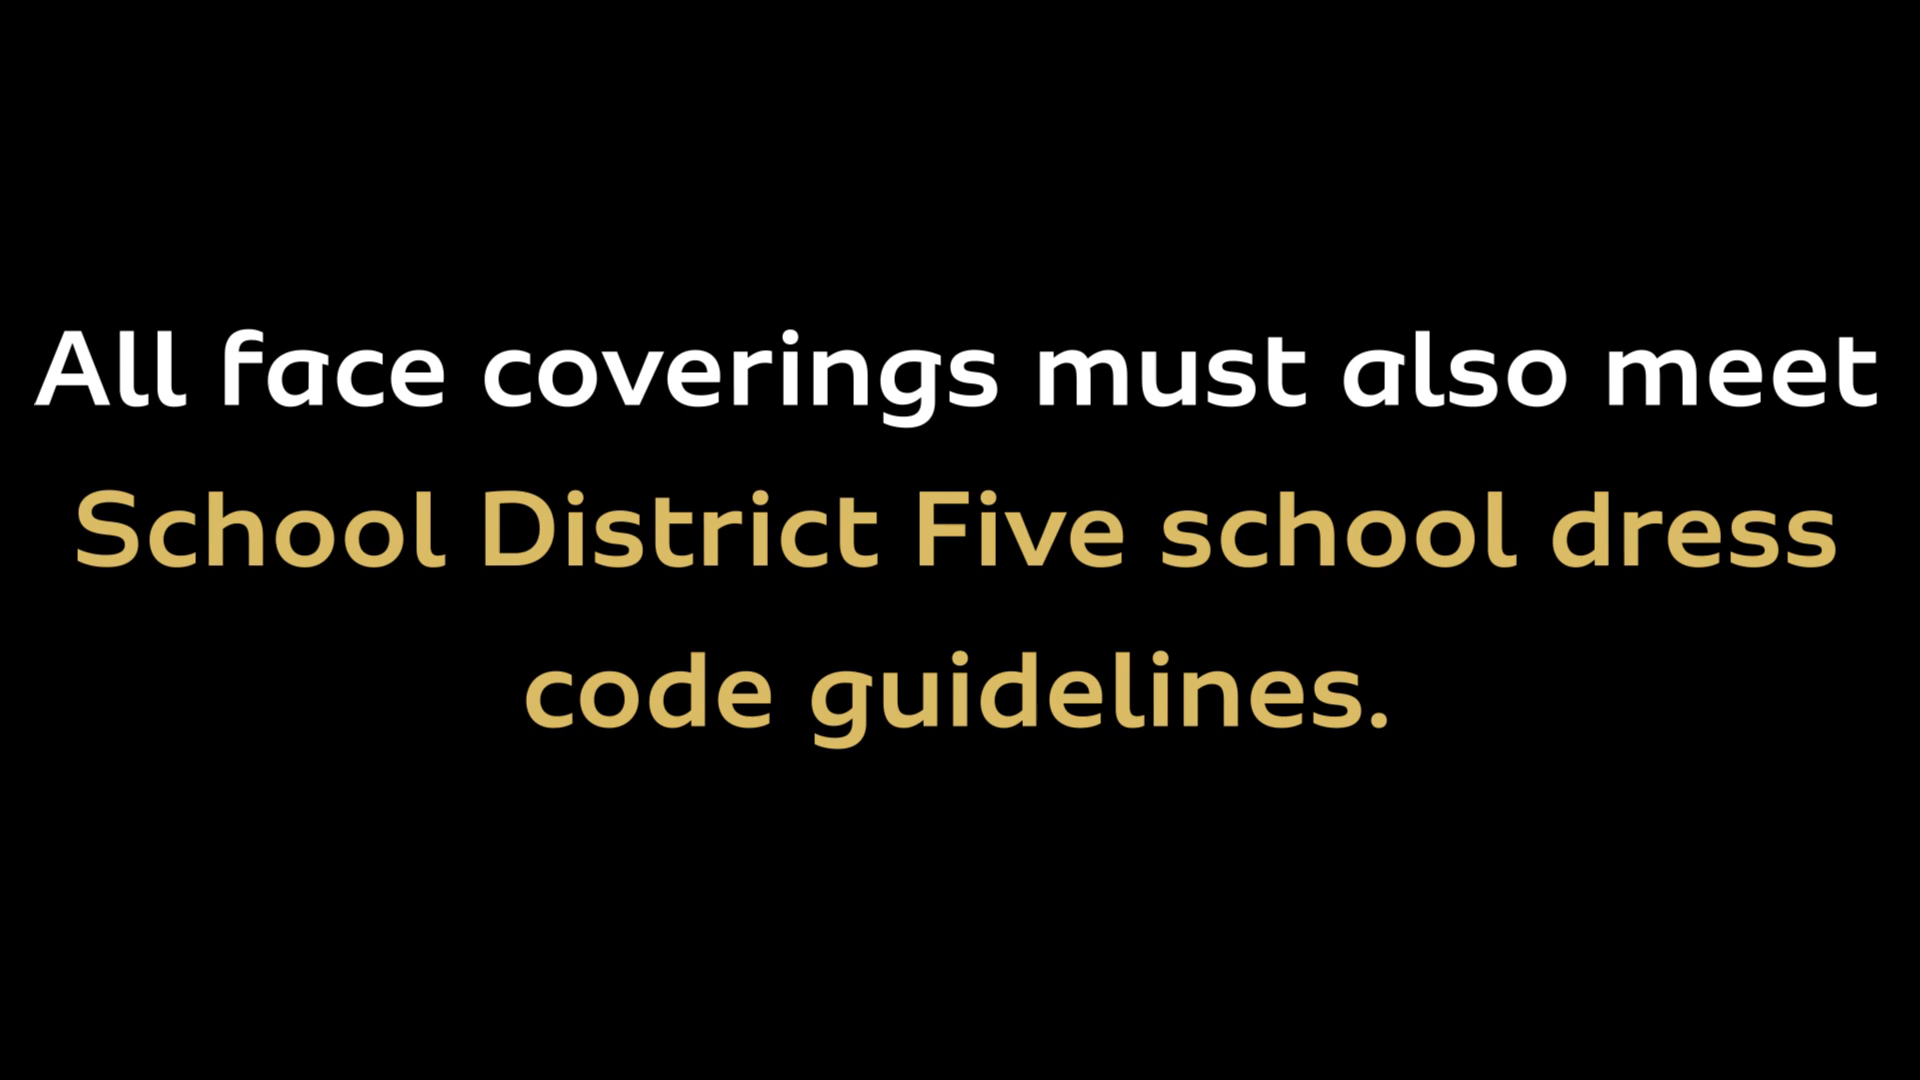 All face coverings must also meet
School District Five school dress
code guidelines.